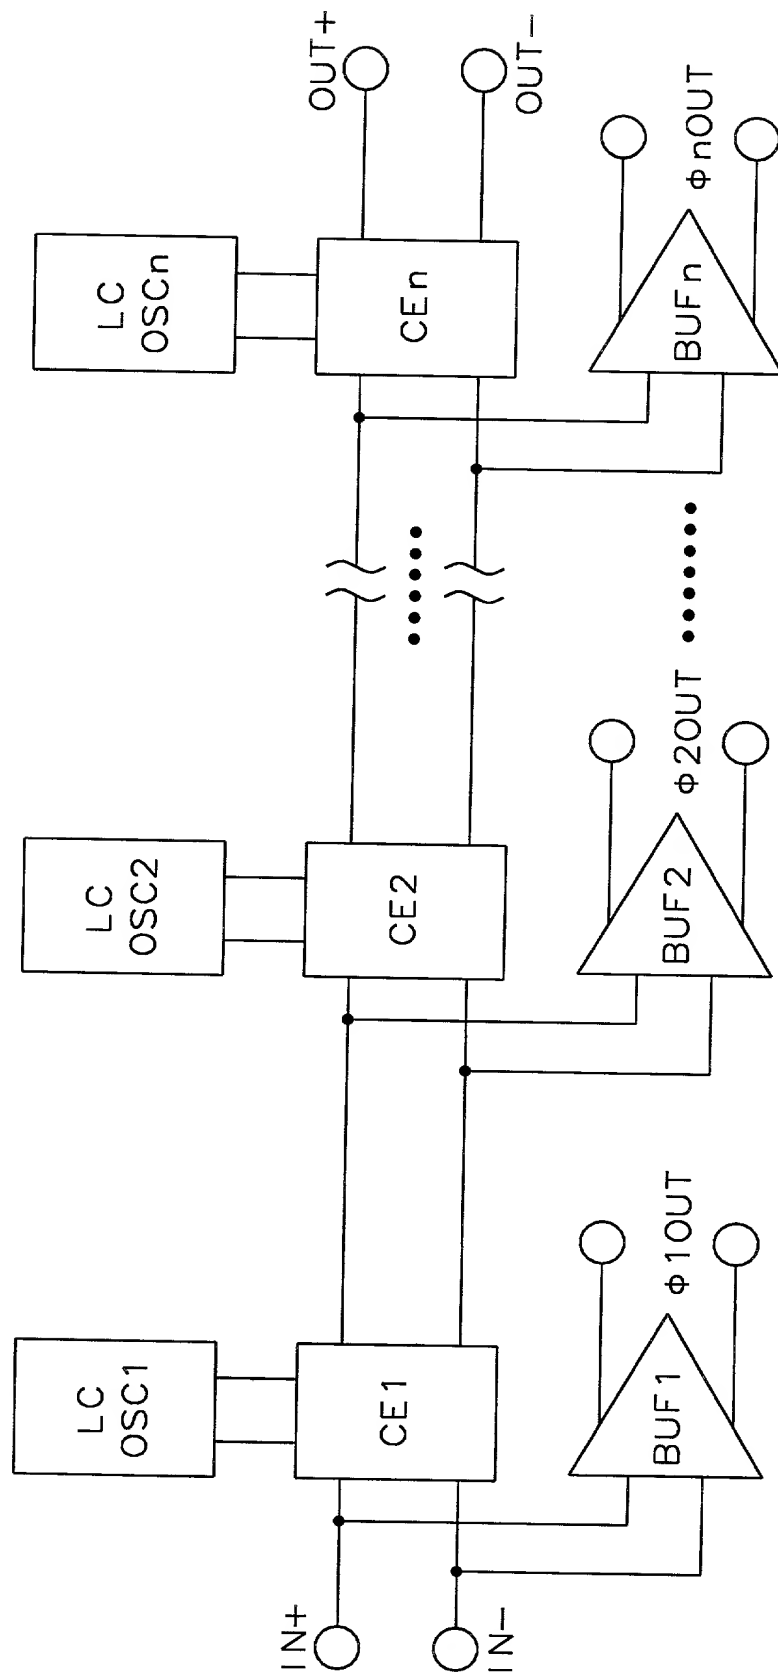 LC
OSC1
LC
OSC2
LC
OSCn
IN+
CE1
CE2
CEn
OUT+
IN-
OUT-
BUF1
Φ1OUT
BUF2
Φ2OUT
BUFn
ΦnOUT